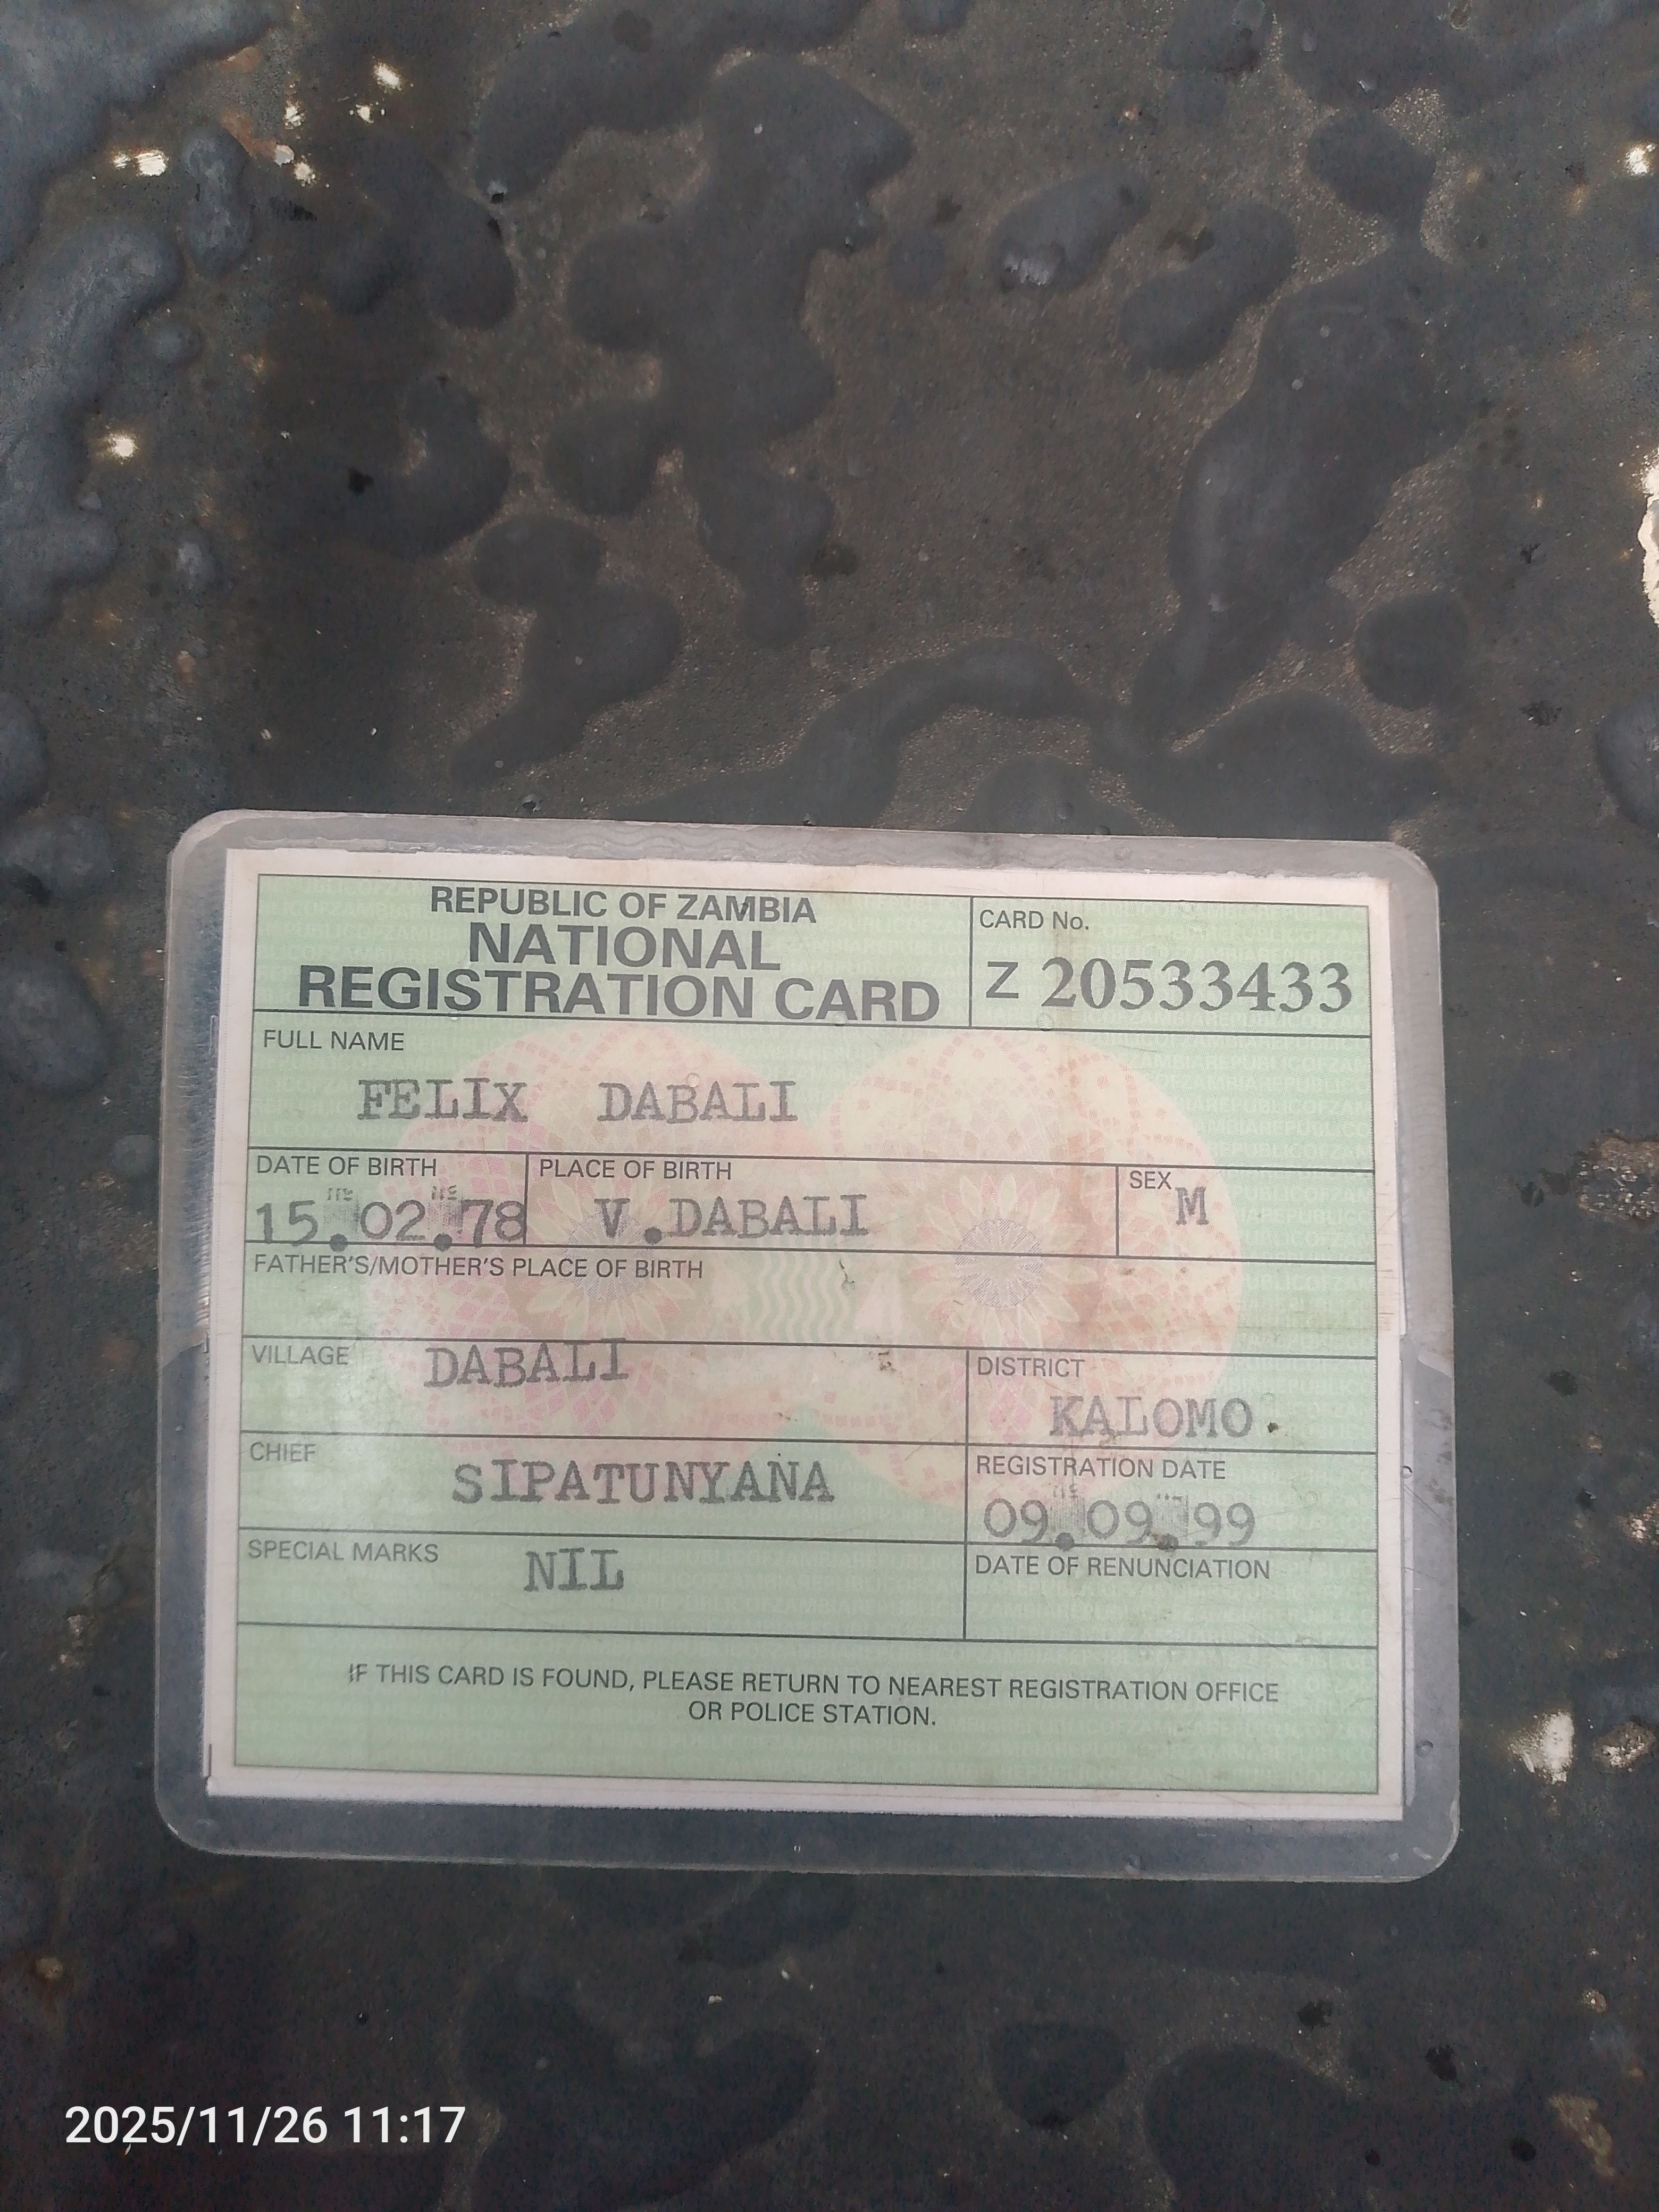 REPUBLIC OF ZAMBIA
NATIONAL
REGISTRATION CARD
CARD No.
Z 20533433
FULL NAME
FELIX DABALI
DATE OF BIRTH
15.02.78
PLACE OF BIRTH
V.DABALI
SEX M
FATHER'S/MOTHER'S PLACE OF BIRTH
VILLAGE DABALI
DISTRICT
KALOMO.
CHIEF
SIPATUNYANA
REGISTRATION DATE
09.09.99
SPECIAL MARKS NIL
DATE OF RENUNCIATION
IF THIS CARD IS FOUND, PLEASE RETURN TO NEAREST REGISTRATION OFFICE
OR POLICE STATION.
2025/11/26 11:17